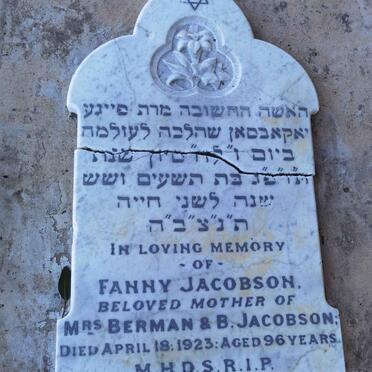 האשה החשובה מרת פיינע
יאקאבסאן שהלכה לעולמה
ביום
שנת
בת תשעים ושש
שנה לשני חייה
ת"נ"צ"ב"ה
IN LOVING MEMORY
- OF -
FANNY JACOBSON.
BELOVED MOTHER OF
MRS BERMAN & B. JACOBSON;
DIED APRIL 18: 1923: AGED 96 YEARS
M.H.D.S.R.I.P.